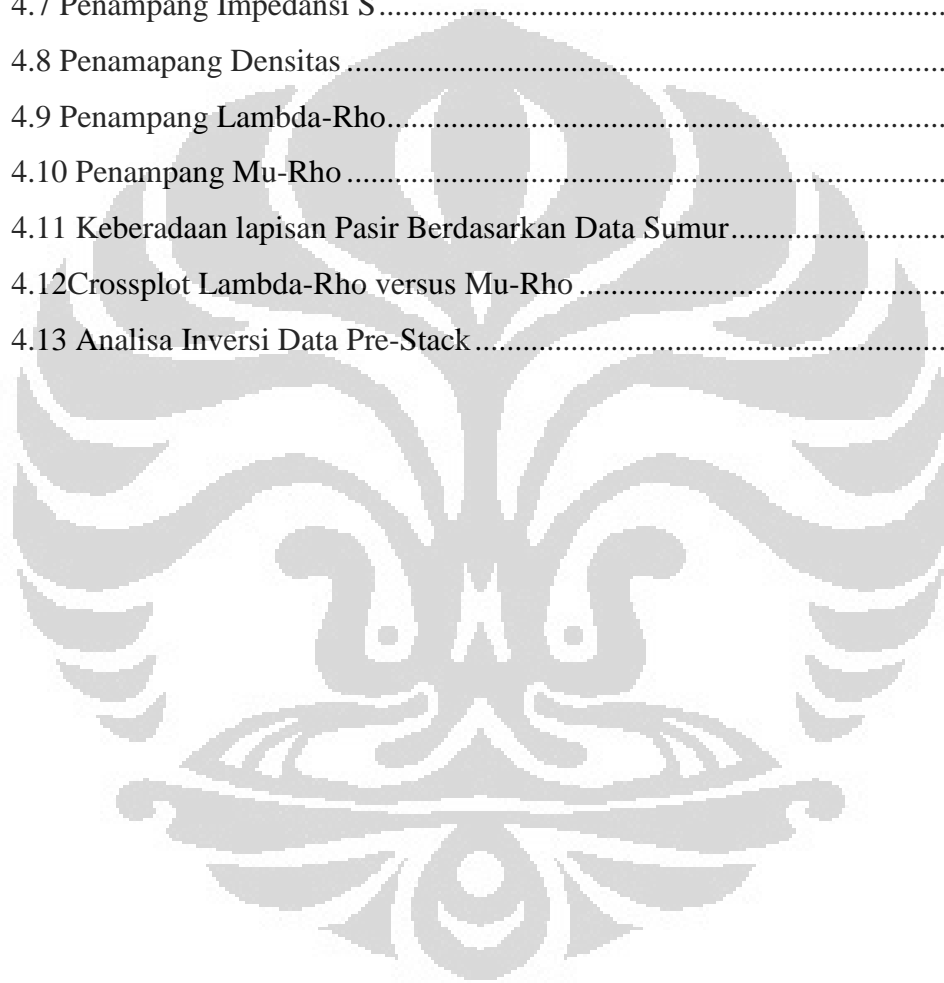 4.7 Penampang Impedansi S........................................................................
4.8 Penamapang Densitas............................................................................
4.9 Penampang Lambda-Rho.......................................................................
4.10 Penampang Mu-Rho............................................................................
4.11 Keberadaan lapisan Pasir Berdasarkan Data Sumur...........................
4.12Crossplot Lambda-Rho versus Mu-Rho..............................................
4.13 Analisa Inversi Data Pre-Stack............................................................